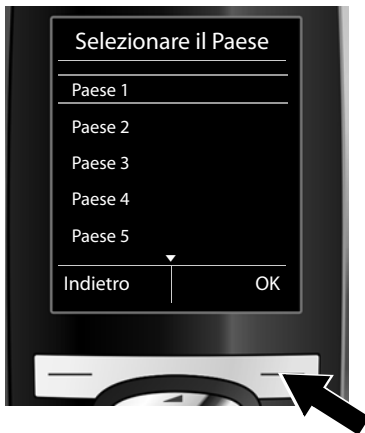 Selezionare il Paese
Paese 1
Paese 2
Paese 3
Paese 4
Paese 5
Indietro OK